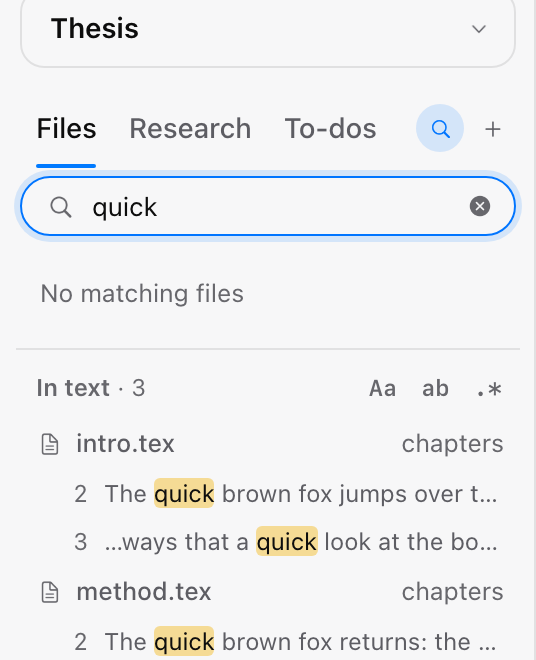 Thesis
Files Research To-dos
quick
No matching files
In text · 3 Aa ab .*
intro.tex chapters
2 The quick brown fox jumps over t...
3 ...ways that a quick look at the bo...
method.tex chapters
2 The quick brown fox returns: the ...